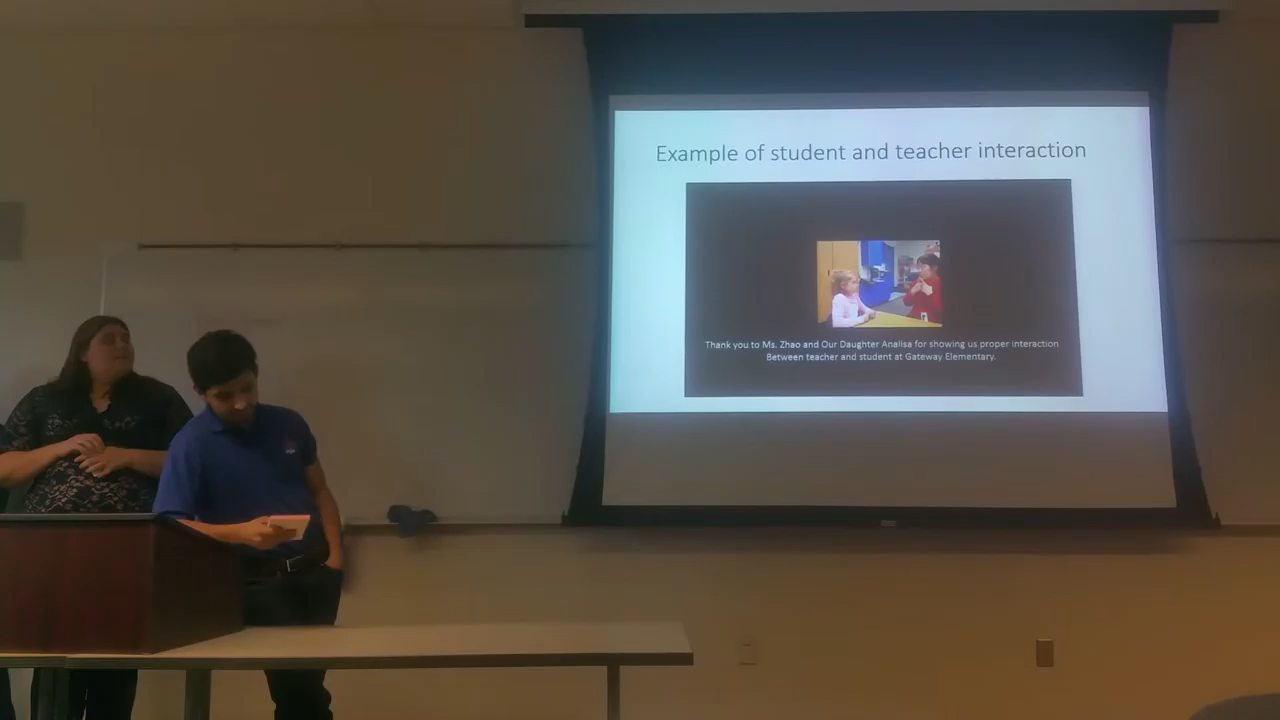 Example of student and teacher interaction
Thank you to Ms. Zhao and Our Daughter Analisa for showing us proper interaction
Between teacher and student at Gateway Elementary.